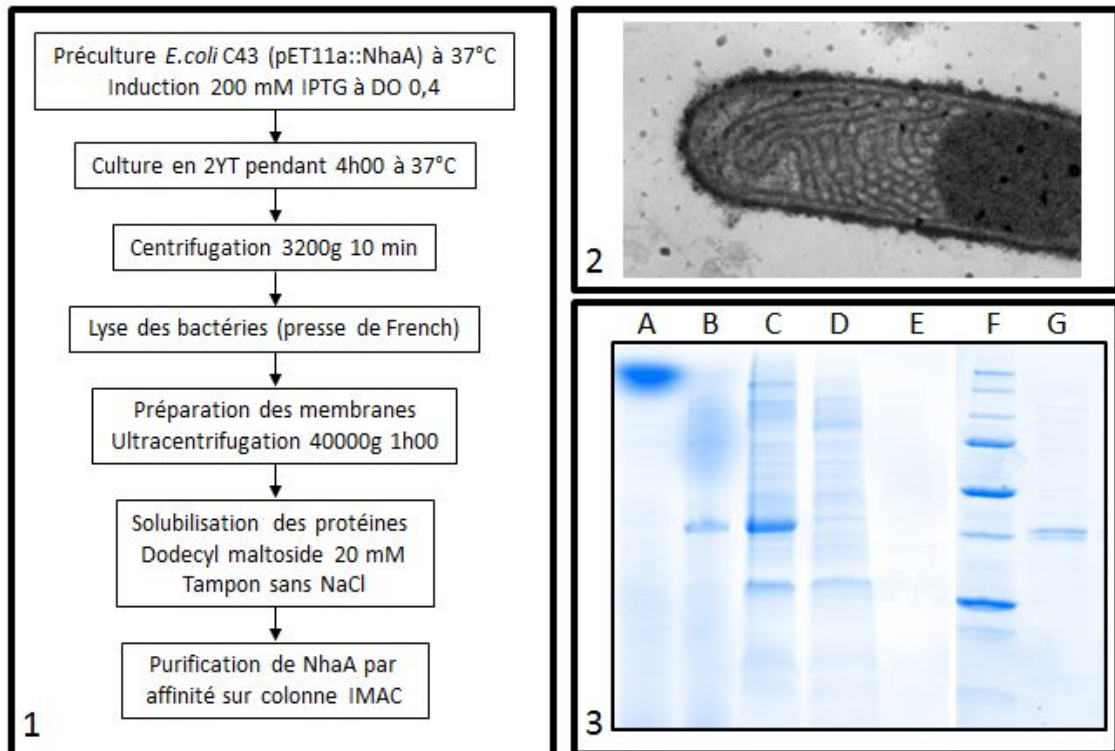 Préculture E.coli C43 (pET11a::NhaA) à 37°C
Induction 200 mM IPTG à DO 0,4
Culture en 2YT pendant 4h00 à 37°C
Centrifugation 3200g 10 min
Lyse des bactéries (presse de French)
Préparation des membranes
Ultracentrifugation 40000g 1h00
Solubilisation des protéines
Dodecyl maltoside 20 mM
Tampon sans NaCl
Purification de NhaA par
affinité sur colonne IMAC
1
2
A B C D E F G
3